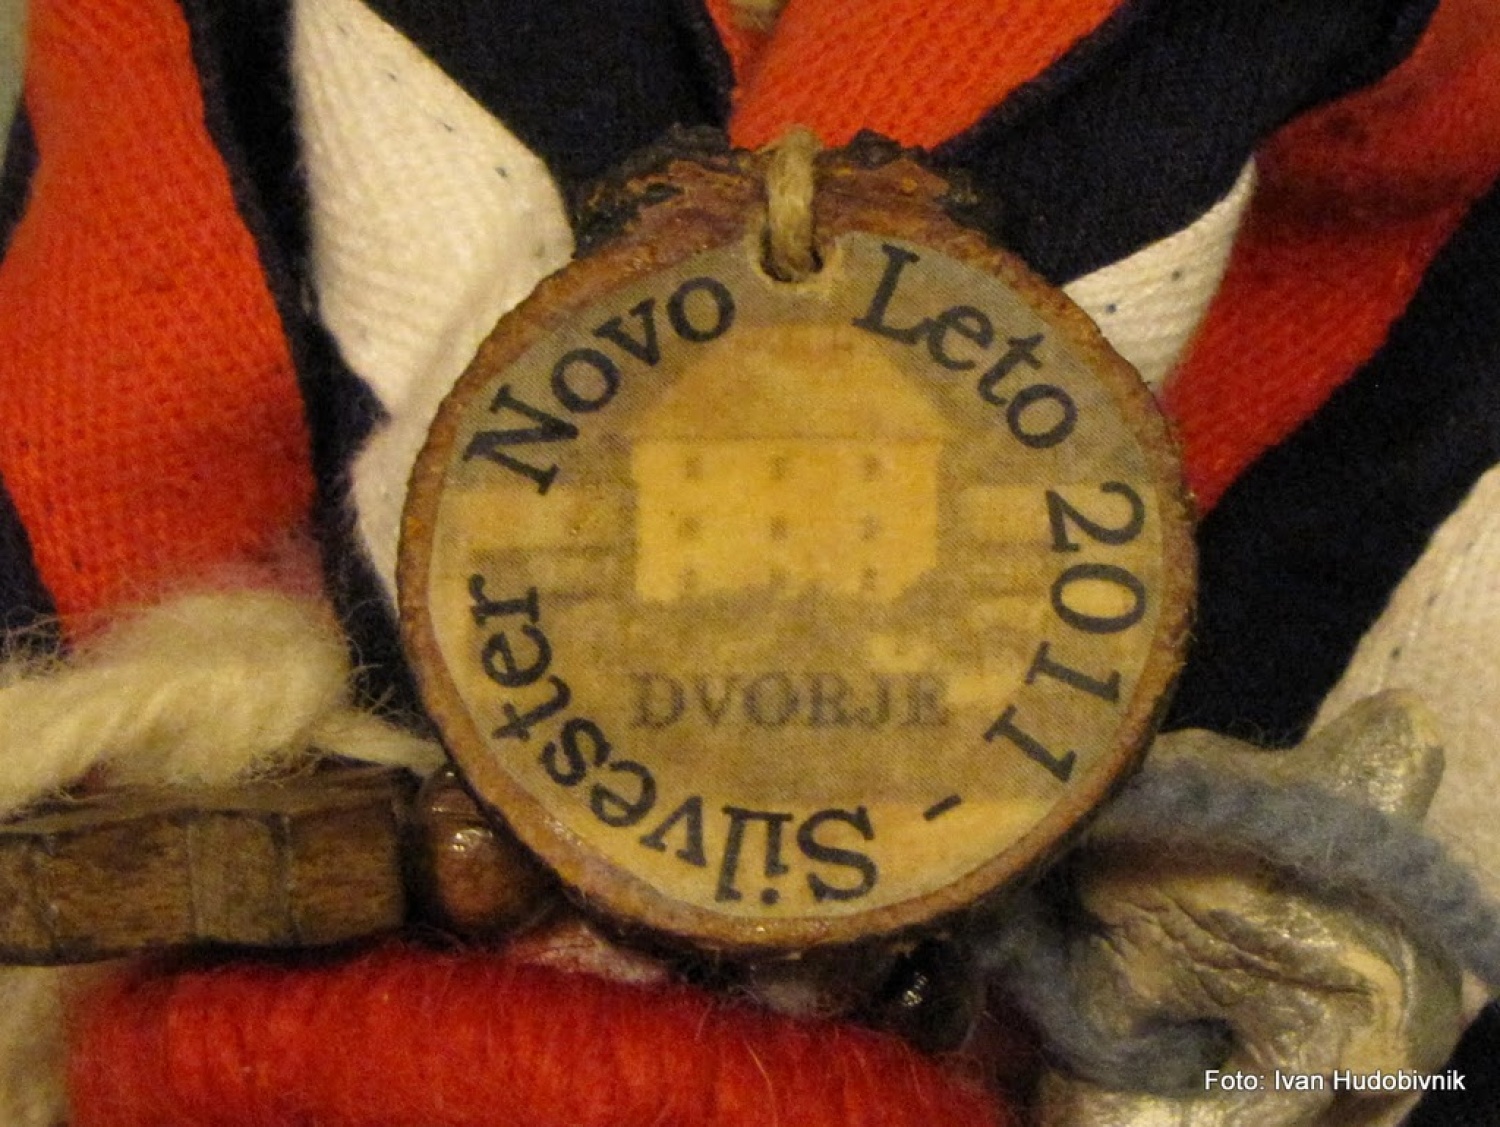 Novo Leto 2011 - Silvester
DVORJE
Foto: Ivan Hudobivnik